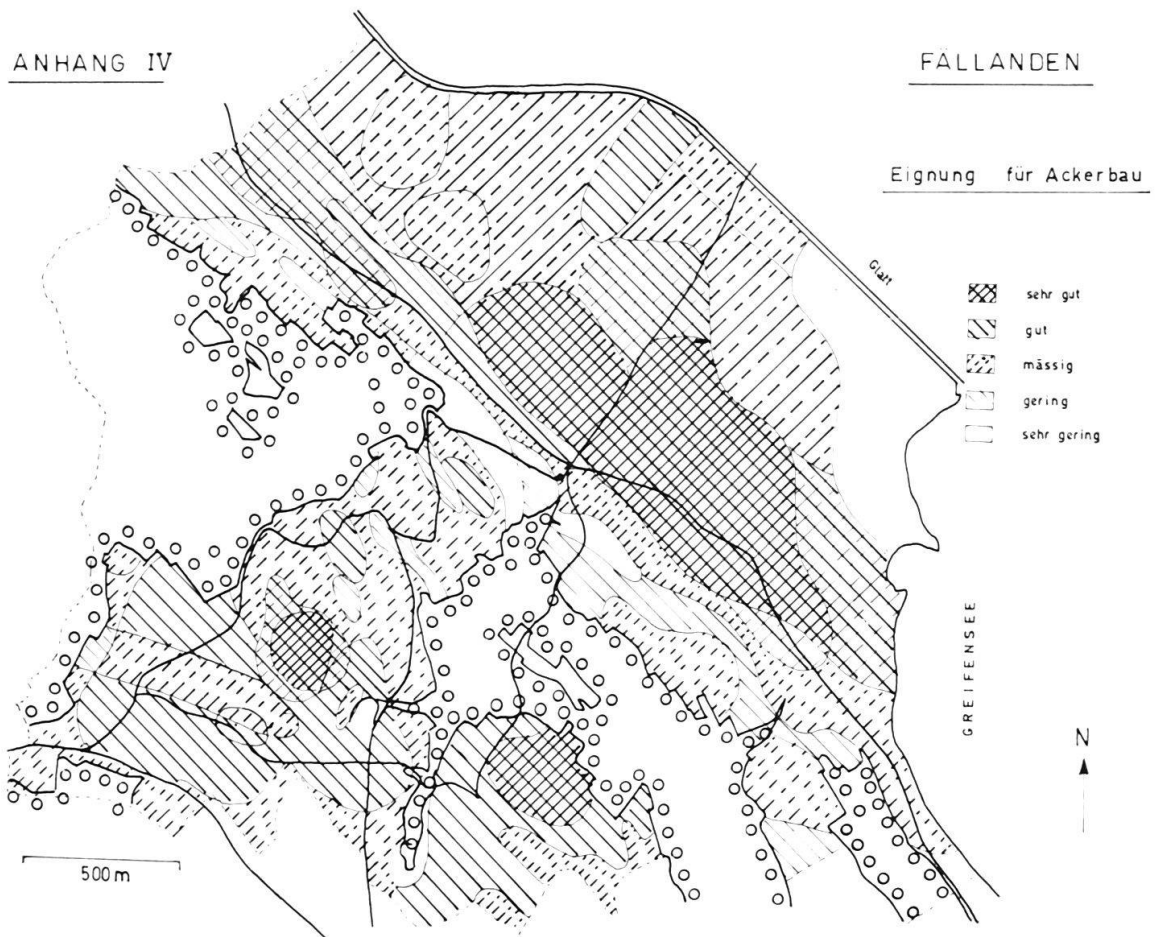 ANHANG IV
FÄLLANDEN
Eignung für Ackerbau
Glatt
sehr gut
gut
mässig
gering
sehr gering
GREIFENSEE
N
500 m